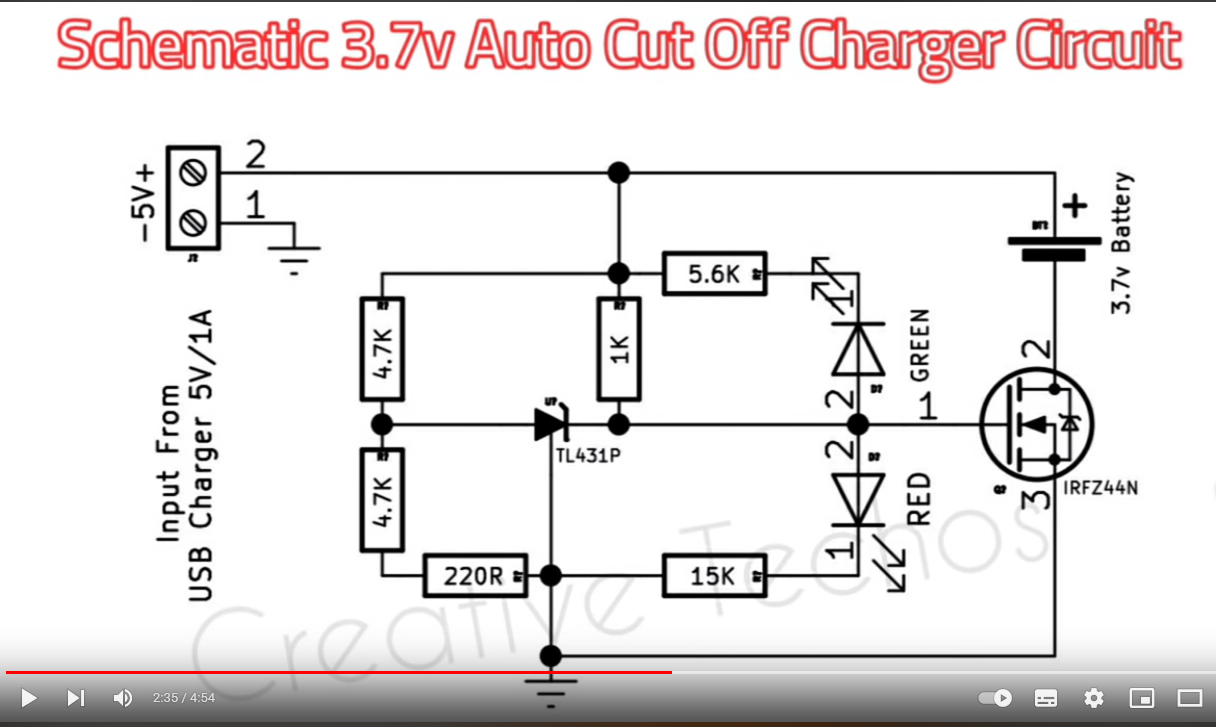 Schematic 3.7v Auto Cut Off Charger Circuit
-5V+
2
1
J?
Input From
USB Charger 5V/1A
R?
4.7K
R?
1K
5.6K
R?
1
GREEN
2
D?
U?
TL431P
1
2
D?
RED
1
R?
4.7K
220R
R?
15K
R?
BT?
+
3.7v Battery
2
Q?
3
IRFZ44N
Creative Techos
2:35 / 4:54